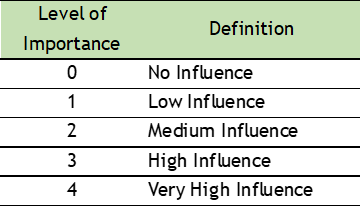 Level of
Importance
Definition
0 No Influence
1 Low Influence
2 Medium Influence
3 High Influence
4 Very High Influence